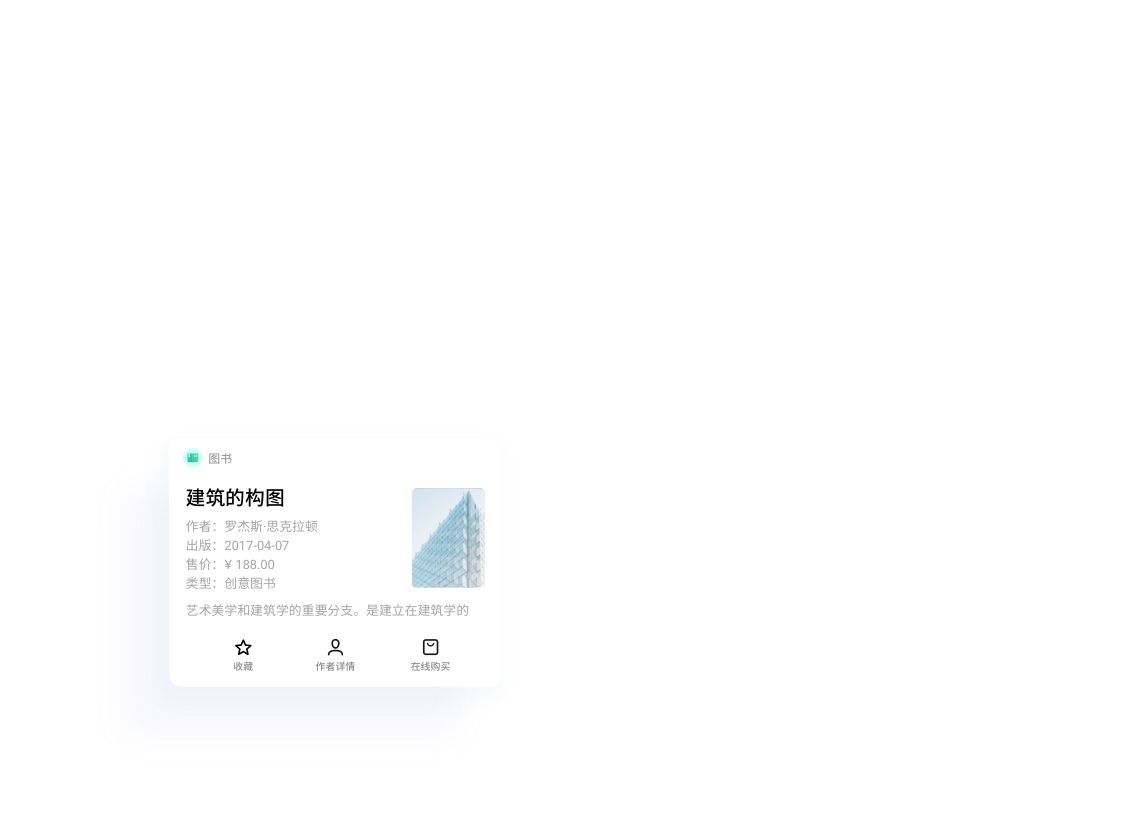 图书
建筑的构图
作者：罗杰斯·思克拉顿
出版：2017-04-07
售价：¥ 188.00
类型：创意图书
艺术美学和建筑学的重要分支。是建立在建筑学的
收藏
作者详情
在线购买